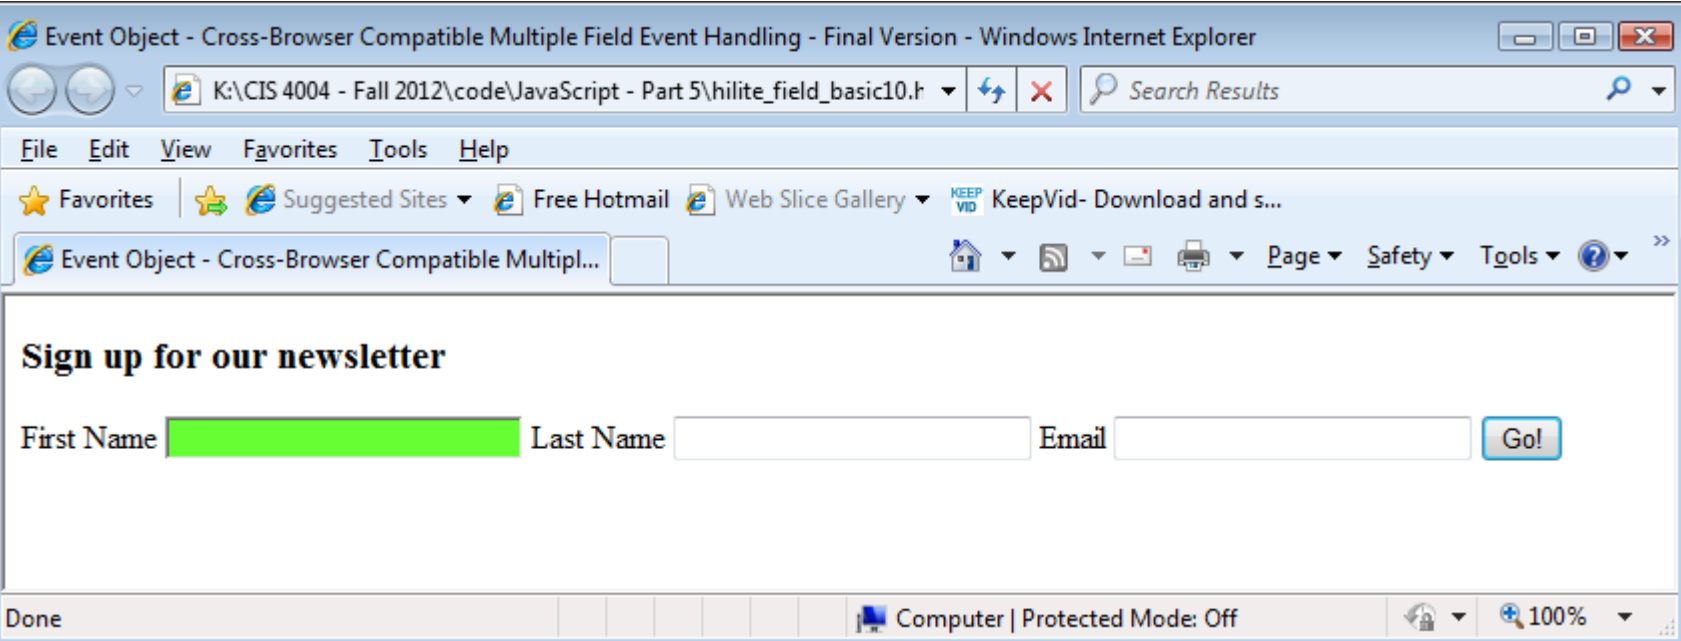 Event Object - Cross-Browser Compatible Multiple Field Event Handling - Final Version - Windows Internet Explorer
K:\CIS 4004 - Fall 2012\code\JavaScript - Part 5\hilite_field_basic10.h Search Results
File Edit View Favorites Tools Help
Favorites Suggested Sites Free Hotmail Web Slice Gallery KEEP VID KeepVid- Download and s...
Event Object - Cross-Browser Compatible Multipl... Page Safety Tools
Sign up for our newsletter
First Name Last Name Email Go!
Done Computer | Protected Mode: Off 100%